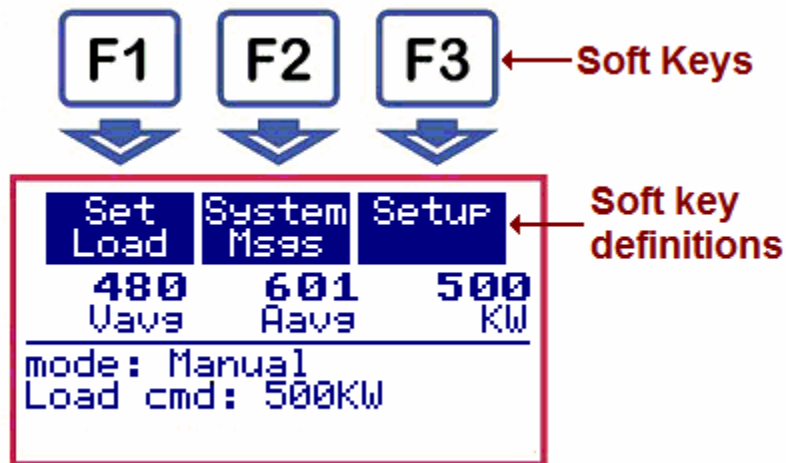 F1 F2 F3 Soft Keys
Set System Setup
Load Msgs
Soft key
definitions
480 601 500
Vavg Aavg KW
mode: Manual
Load cmd: 500KW